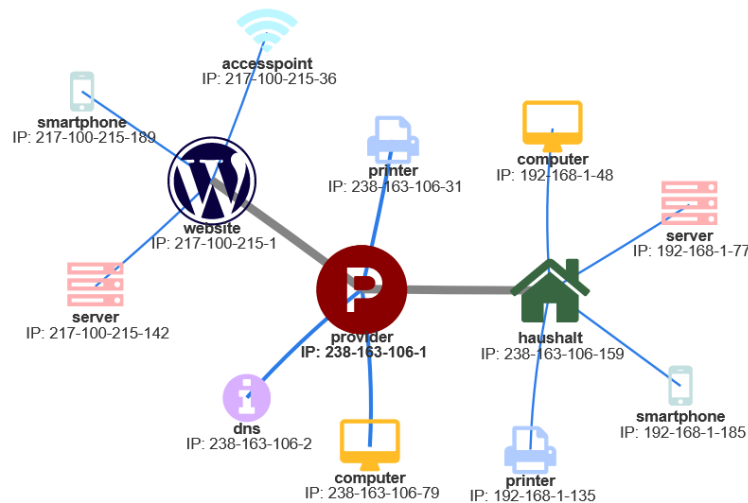 accesspoint
IP: 217-100-215-36
smartphone
IP: 217-100-215-189
printer
IP: 238-163-106-31
computer
IP: 192-168-1-48
W
website
IP: 217-100-215-1
server
IP: 192-168-1-77
server
IP: 217-100-215-142
P
provider
IP: 238-163-106-1
haushalt
IP: 238-163-106-159
i
dns
IP: 238-163-106-2
smartphone
IP: 192-168-1-185
computer
IP: 238-163-106-79
printer
IP: 192-168-1-135